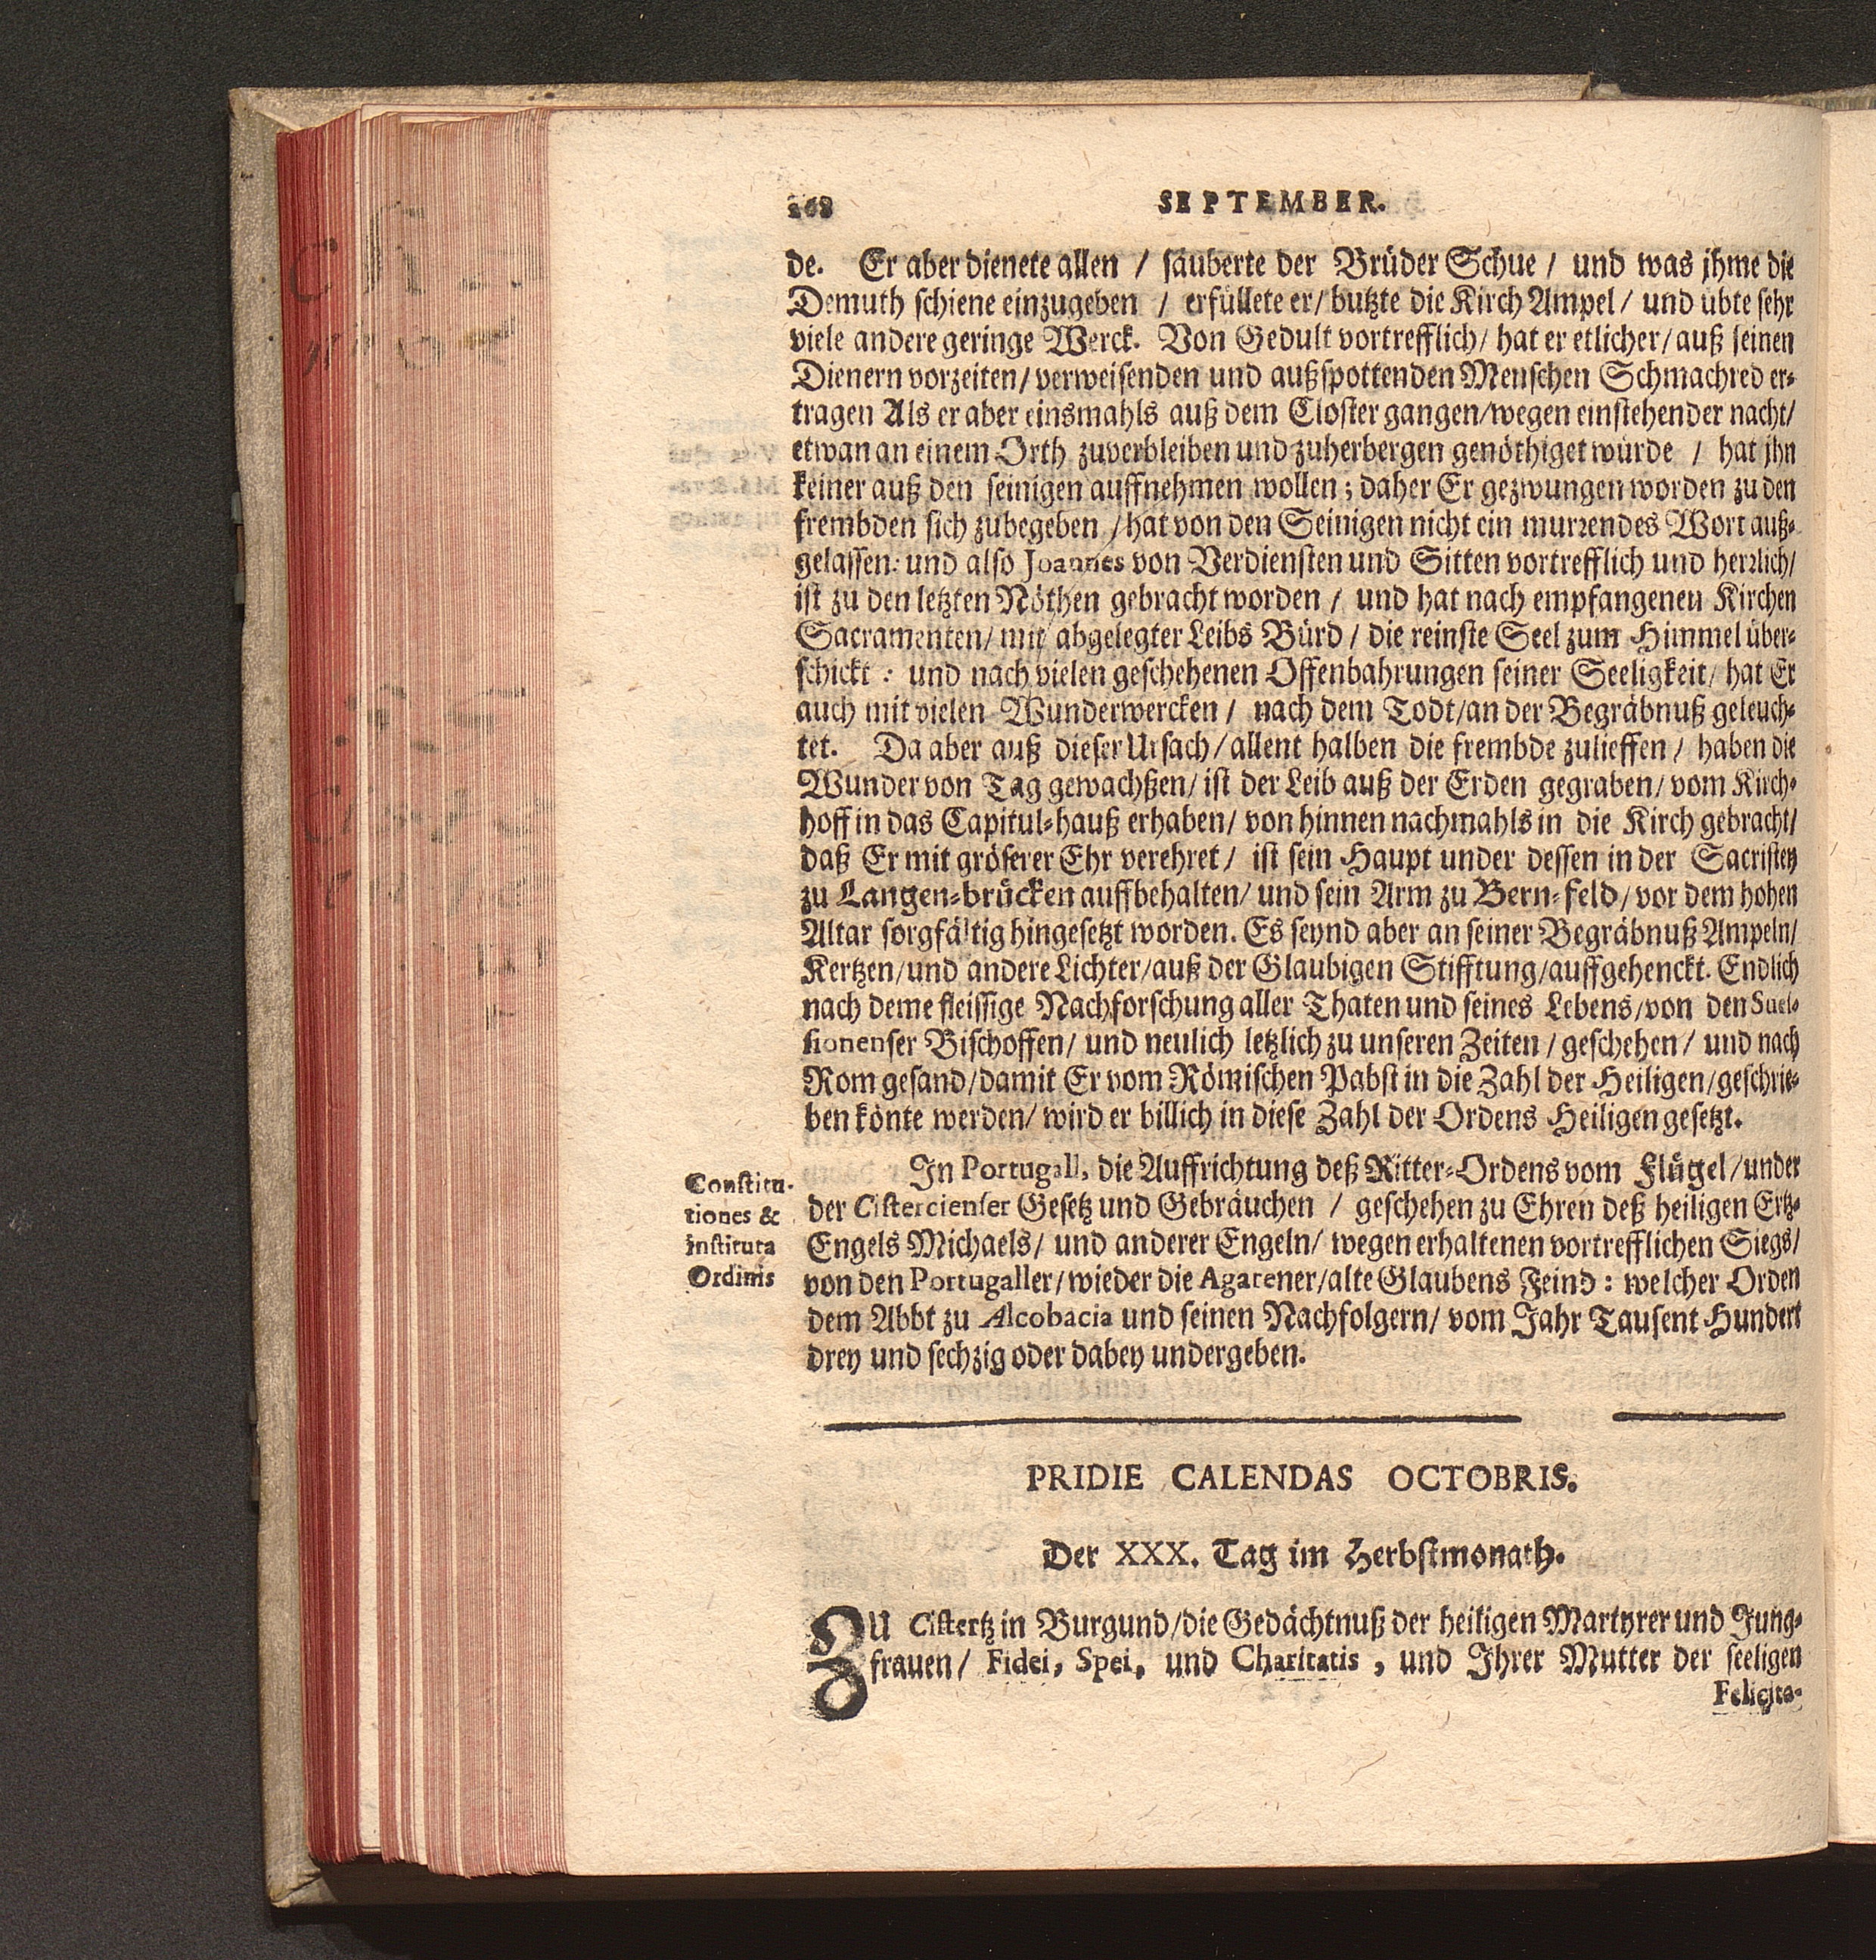 268 SEPTEMBER.
de. Er aber dienete allen / säuberte der Brüder Schue / und was jhme die
Demuth schiene einzugeben / erfüllete er / butzte die Kirch Ampel / und übte sehr
viele andere geringe Werck. Von Gedult vortrefflich / hat er etlicher / auß seinen
Dienern vorzeiten / verweisenden und außspottenden Menschen Schmachred er-
tragen Als er aber einsmahls auß dem Closter gangen / wegen einstehender nacht /
etwan an einem Orth zuverbleiben und zuherbergen genöthiget wurde / hat jhn
keiner auß den seinigen auffnehmen wollen; daher Er gezwungen worden zu den
frembden sich zubegeben / hat von den Seinigen nicht ein murrendes Wort auß-
gelassen: und also Joannes von Verdiensten und Sitten vortrefflich und herrlich /
ist zu den letzten Nöthen gebracht worden / und hat nach empfangenen Kirchen
Sacramenten / mit abgelegter Leibs Bürd / die reinste Seel zum Himmel über-
schickt: und nach vielen geschehenen Offenbahrungen seiner Seeligkeit / hat Er
auch mit vielen Wunderwercken / nach dem Todt / an der Begräbnuß geleuch-
tet. Da aber auß dieser Ursach / allent halben die frembde zulieffen / haben die
Wunder von Tag gewachßen / ist der Leib auß der Erden gegraben / vom Kirch-
hoff in das Capitul-hauß erhaben / von hinnen nachmahls in die Kirch gebracht /
daß Er mit gröserer Ehr verehret / ist sein Haupt under dessen in der Sacristey
zu Langen-brücken auffbehalten / und sein Arm zu Bern-feld / vor dem hohen
Altar sorgfältig hingesetzt worden. Es seynd aber an seiner Begräbnuß Ampeln /
Kertzen / und andere Lichter / auß der Glaubigen Stifftung / auffgehenckt. Endlich
nach deme fleissige Nachforschung aller Thaten und seines Lebens / von den Sues-
sionenser Bischoffen / und neulich letzlich zu unseren Zeiten / geschehen / und nach
Rom gesand / damit Er vom Römischen Pabst in die Zahl der Heiligen / geschrie-
ben könte werden / wird er billich in diese Zahl der Ordens Heiligen gesetzt.
Constitu-
tiones &
instituta
Ordinis
In Portugall, die Auffrichtung deß Ritter-Ordens vom Flügel / under
der Cistercienser Gesetz und Gebräuchen / geschehen zu Ehren deß heiligen Ertz-
Engels Michaels / und anderer Engeln / wegen erhaltenen vortrefflichen Siegs /
von den Portugaller / wieder die Agarener / alte Glaubens Feind: welcher Orden
dem Abbt zu Alcobacia und seinen Nachfolgern / vom Jahr Tausent Hundert
drey und sechzig oder dabey undergeben.
PRIDIE CALENDAS OCTOBRIS.
Der XXX. Tag im Herbstmonath.
Zu Cistertz in Burgund / die Gedächtnuß der heiligen Martyrer und Jung-
frauen / Fidei, Spei, und Charitatis, und Ihrer Mutter der seeligen
Felicita-